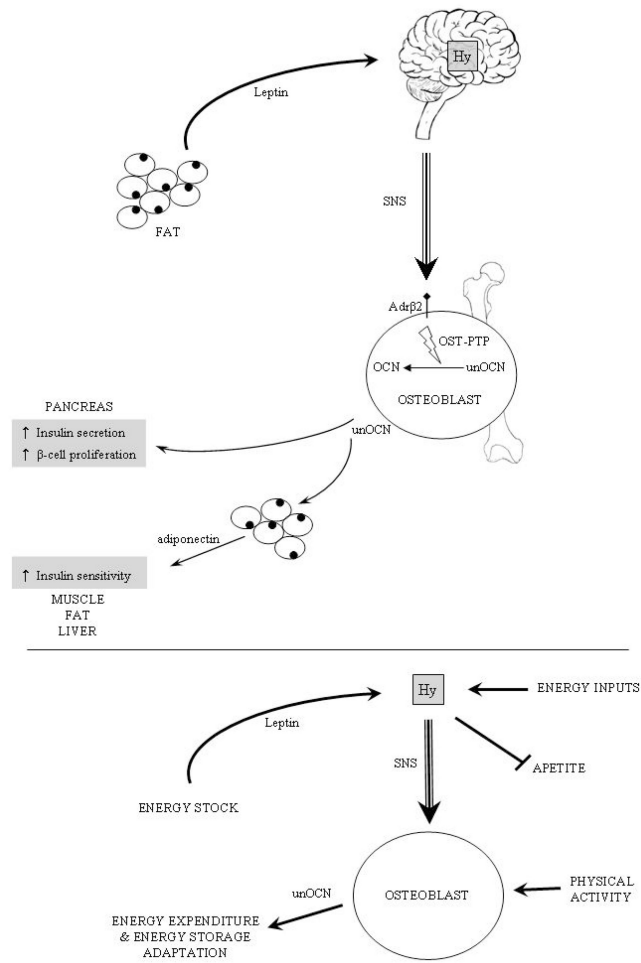 Hy
Leptin
FAT
SNS
Adrβ2
OST-PTP
OCN
unOCN
OSTEOBLAST
PANCREAS
↑ Insulin secretion
↑ β-cell proliferation
unOCN
adiponectin
↑ Insulin sensitivity
MUSCLE
FAT
LIVER
Hy
ENERGY INPUTS
Leptin
SNS
APETITE
ENERGY STOCK
OSTEOBLAST
PHYSICAL
ACTIVITY
unOCN
ENERGY EXPENDITURE
& ENERGY STORAGE
ADAPTATION